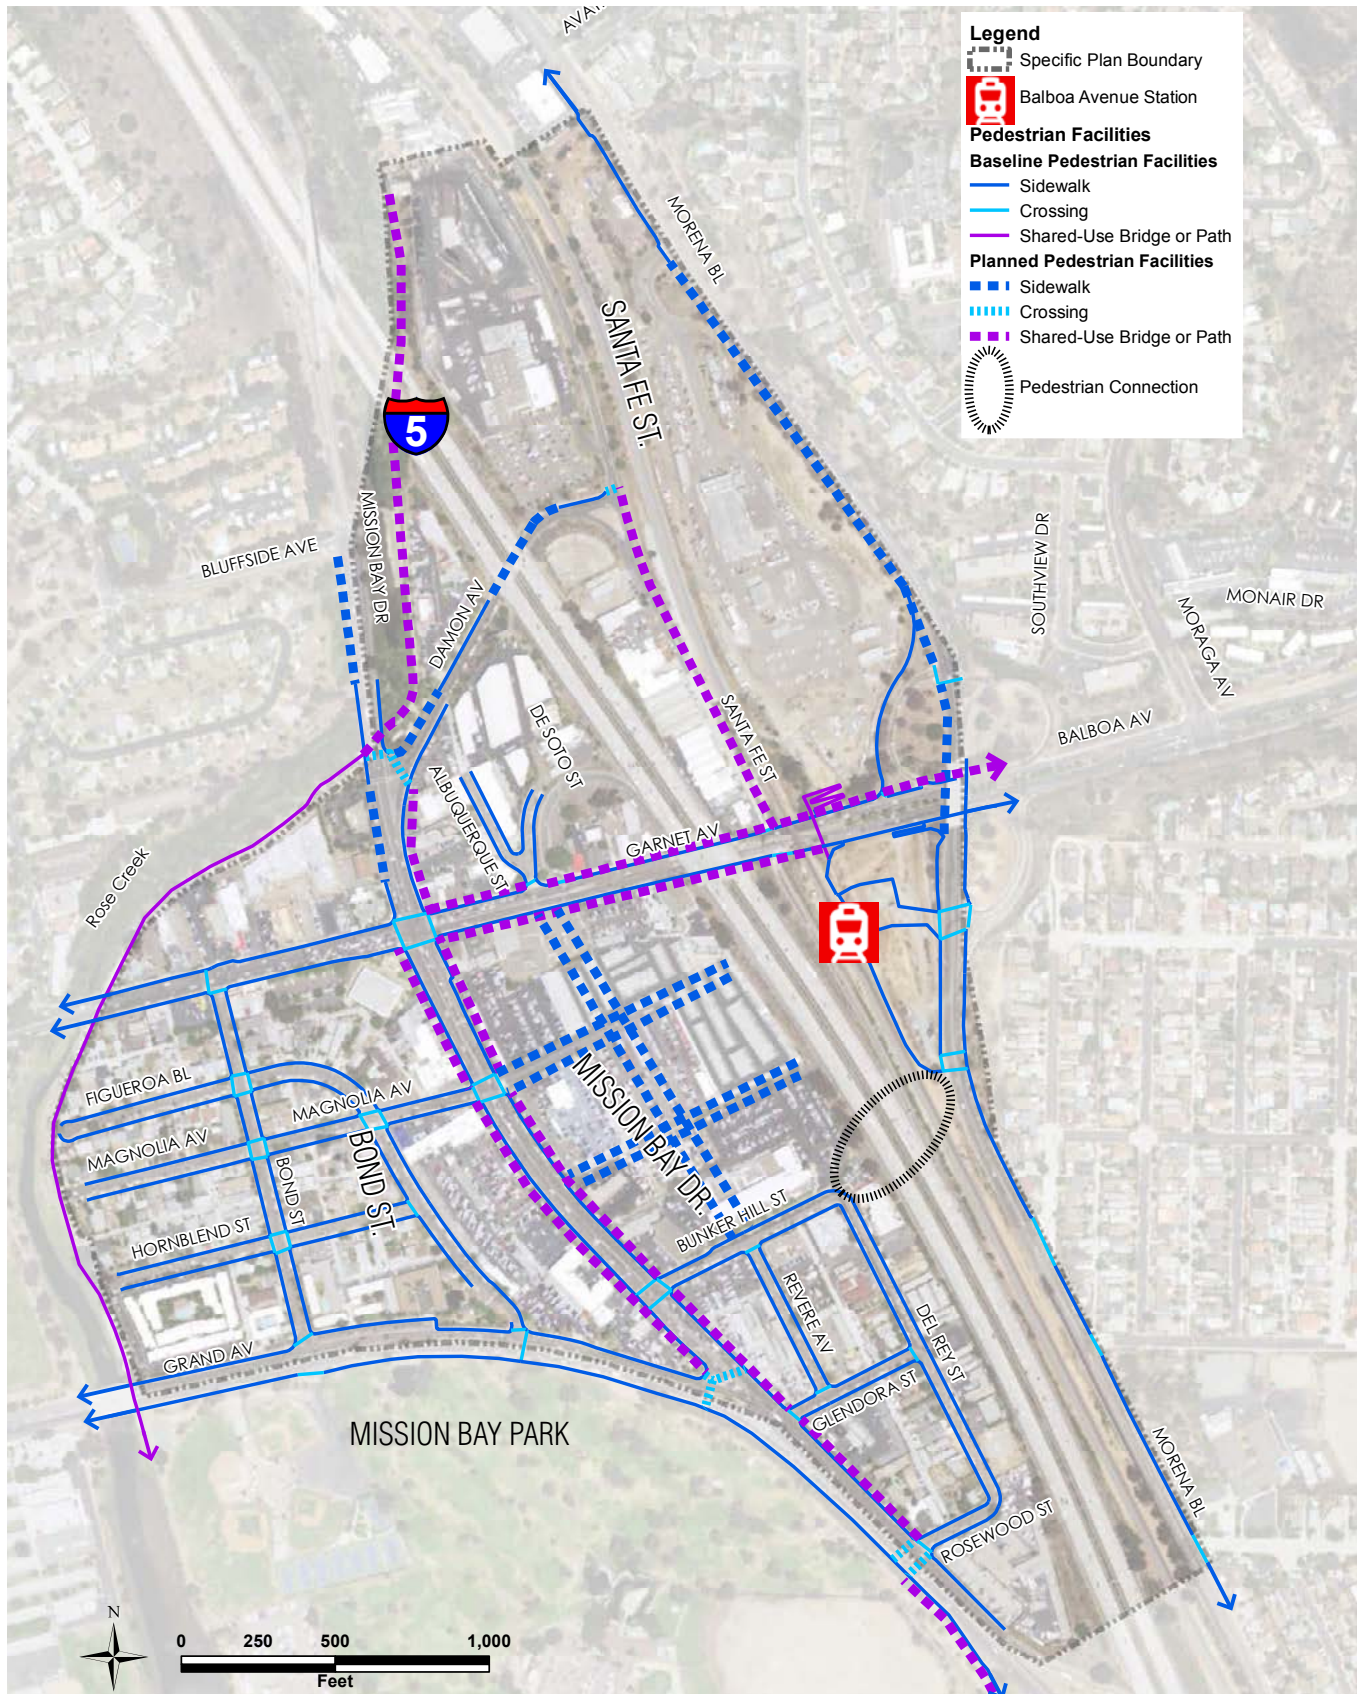 Legend
Specific Plan Boundary
Balboa Avenue Station
Pedestrian Facilities
Baseline Pedestrian Facilities
Sidewalk
Crossing
Shared-Use Bridge or Path
Planned Pedestrian Facilities
Sidewalk
Crossing
Shared-Use Bridge or Path
Pedestrian Connection
MORENA BL
SANTA FE ST.
5
MISSION BAY DR
BLUFFSIDE AVE
DAMON AV
SOUTHVIEW DR
MONAIR DR
MORAGA AV
BALBOA AV
SANTA FE ST
DE SOTO ST
ALBUQUERQUE ST
GARNET AV
Rose Creek
FIGUEROA BL
MAGNOLIA AV
MAGNOLIA AV
BOND ST
BOND ST.
HORNBLEND ST
GRAND AV
MISSION BAY DR.
BUNKER HILL ST
REVERE AV
DEL REY ST
GLENDORA ST
ROSEWOOD ST
MORENA BL
MISSION BAY PARK
N
0 250 500 1,000
Feet